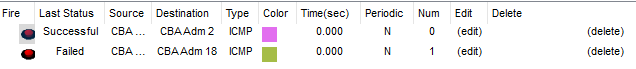 Fire Last Status Source Destination Type Color Time(sec) Periodic Num Edit Delete
Successful CBA ... CBA Adm 2 ICMP 0.000 N 0 (edit) (delete)
Failed CBA ... CBA Adm 18 ICMP 0.000 N 1 (edit) (delete)